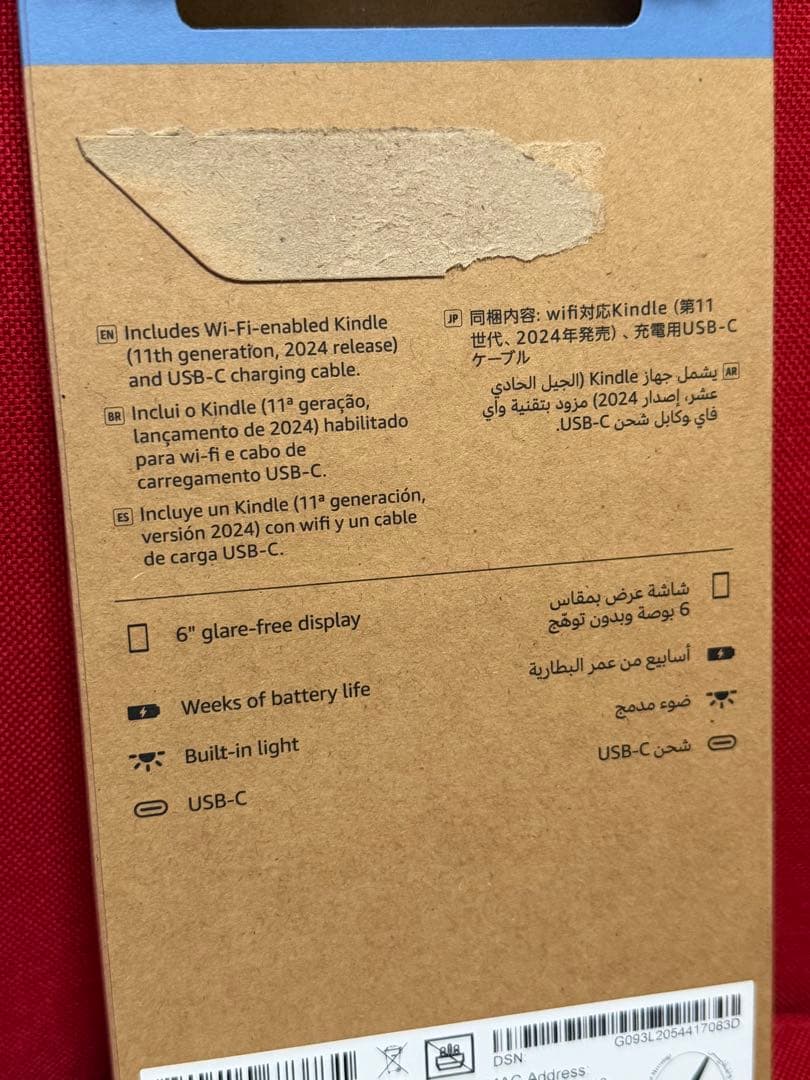 EN Includes Wi-Fi-enabled Kindle
(11th generation, 2024 release)
and USB-C charging cable.
BR Inclui o Kindle (11ª geração,
lançamento de 2024) habilitado
para wi-fi e cabo de
carregamento USB-C.
ES Incluye un Kindle (11ª generación,
versión 2024) con wifi y un cable
de carga USB-C.
JP 同梱内容: wifi対応Kindle (第11
世代、2024年発売) 、充電用USB-C
ケーブル
AR يشمل جهاز Kindle (الجيل الحادي
عشر، إصدار 2024) مزود بتقنية واي
فاي وكابل شحن USB-C.
6" glare-free display
Weeks of battery life
Built-in light
USB-C
شاشة عرض بمقاس
6 بوصة وبدون توهّج
أسابيع من عمر البطارية
ضوء مدمج
شحن USB-C
DSN
G093L2054417083D
MAC Address